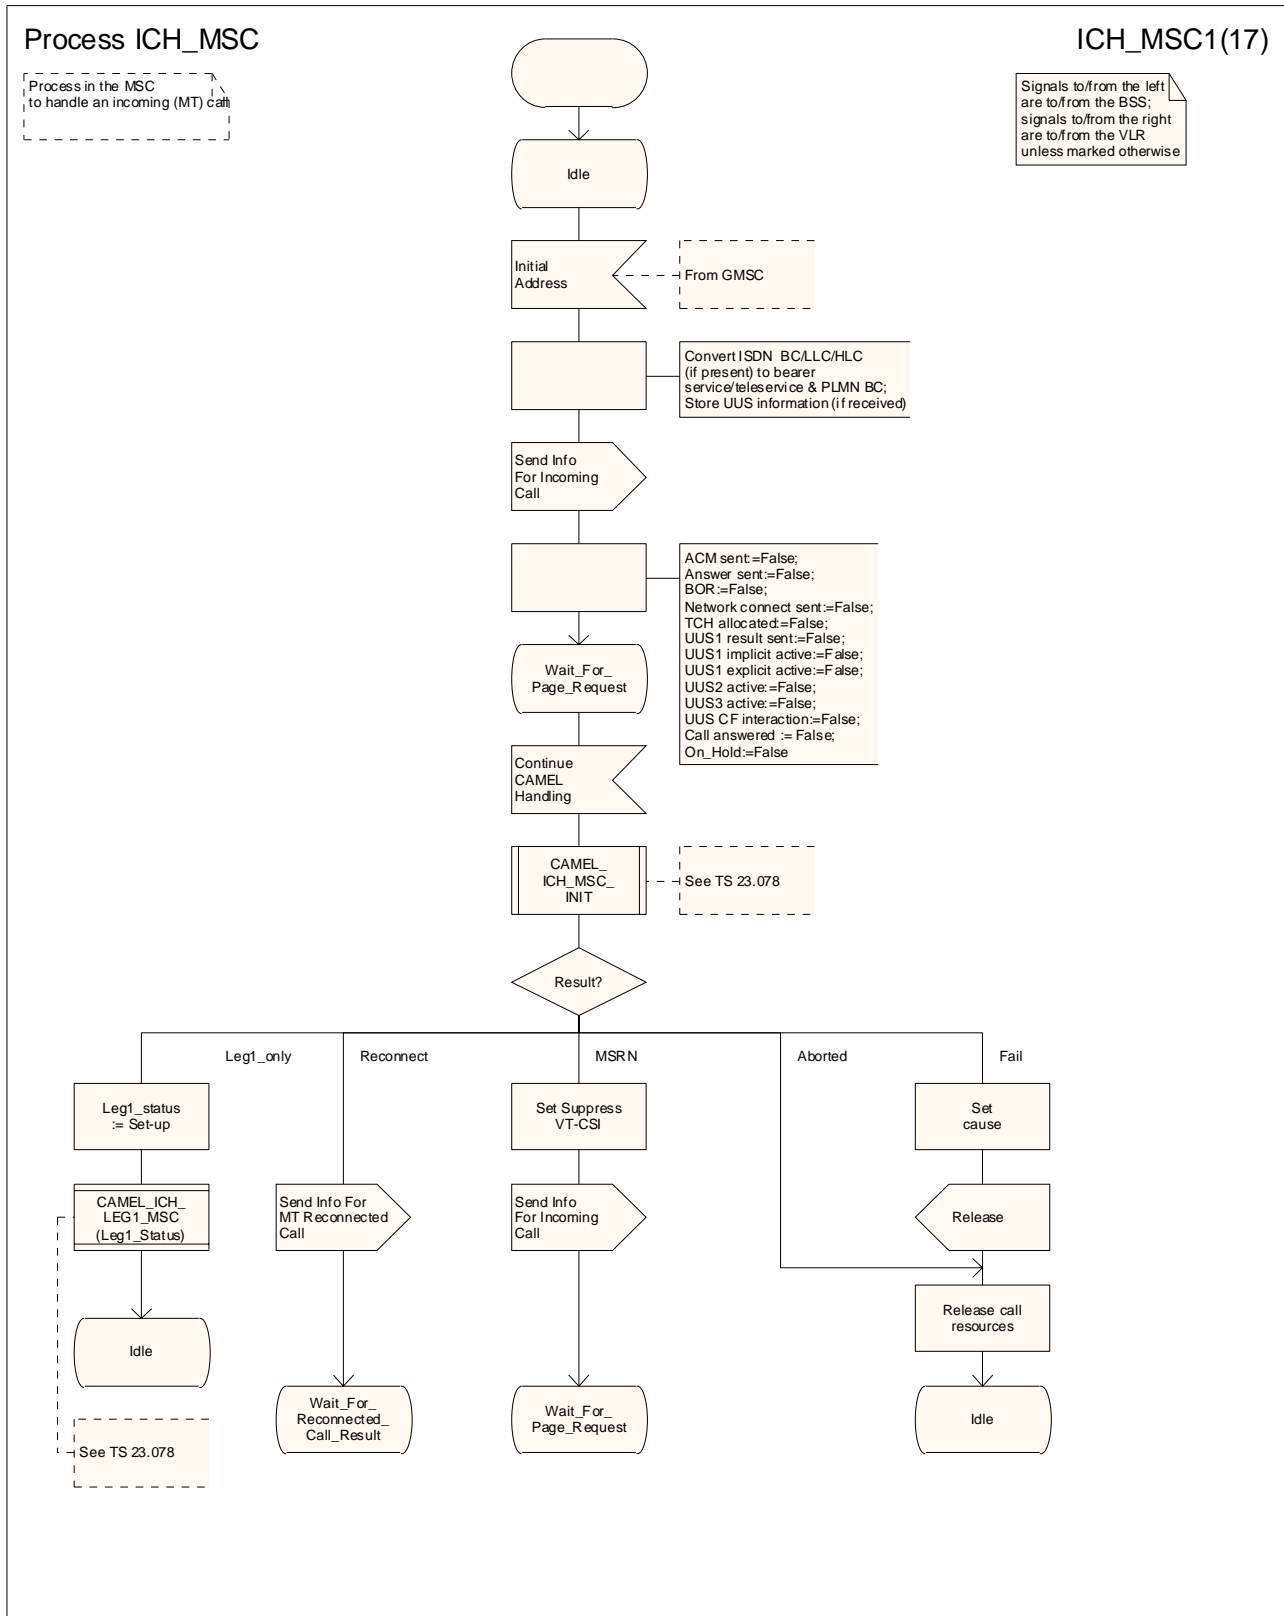 Process ICH_MSC
ICH_MSC1(17)
Process in the MSC
to handle an incoming (MT) call
Signals to/from the left
are to/from the BSS;
signals to/from the right
are to/from the VLR
unless marked otherwise
Idle
Initial
Address
From GMSC
Convert ISDN BC/LLC/HLC
(if present) to bearer
service/teleservice & PLMN BC;
Store UUS information (if received)
Send Info
For Incoming
Call
ACM sent:=False;
Answer sent:=False;
BOR:=False;
Network connect sent:=False;
TCH allocated:=False;
UUS1 result sent:=False;
UUS1 implicit active:=False;
UUS1 explicit active:=False;
UUS2 active:=False;
UUS3 active:=False;
UUS CF interaction:=False;
Call answered := False;
On_Hold:=False
Wait_For_
Page_Request
Continue
CAMEL
Handling
CAMEL_
ICH_MSC_
INIT
See TS 23.078
Result?
Leg1_only
Reconnect
MSRN
Aborted
Fail
Leg1_status
:= Set-up
Set Suppress
VT-CSI
Set
cause
CAMEL_ICH_
LEG1_MSC
(Leg1_Status)
Send Info For
MT Reconnected
Call
Send Info
For Incoming
Call
Release
Release call
resources
Idle
Wait_For_
Reconnected_
Call_Result
Wait_For_
Page_Request
Idle
See TS 23.078